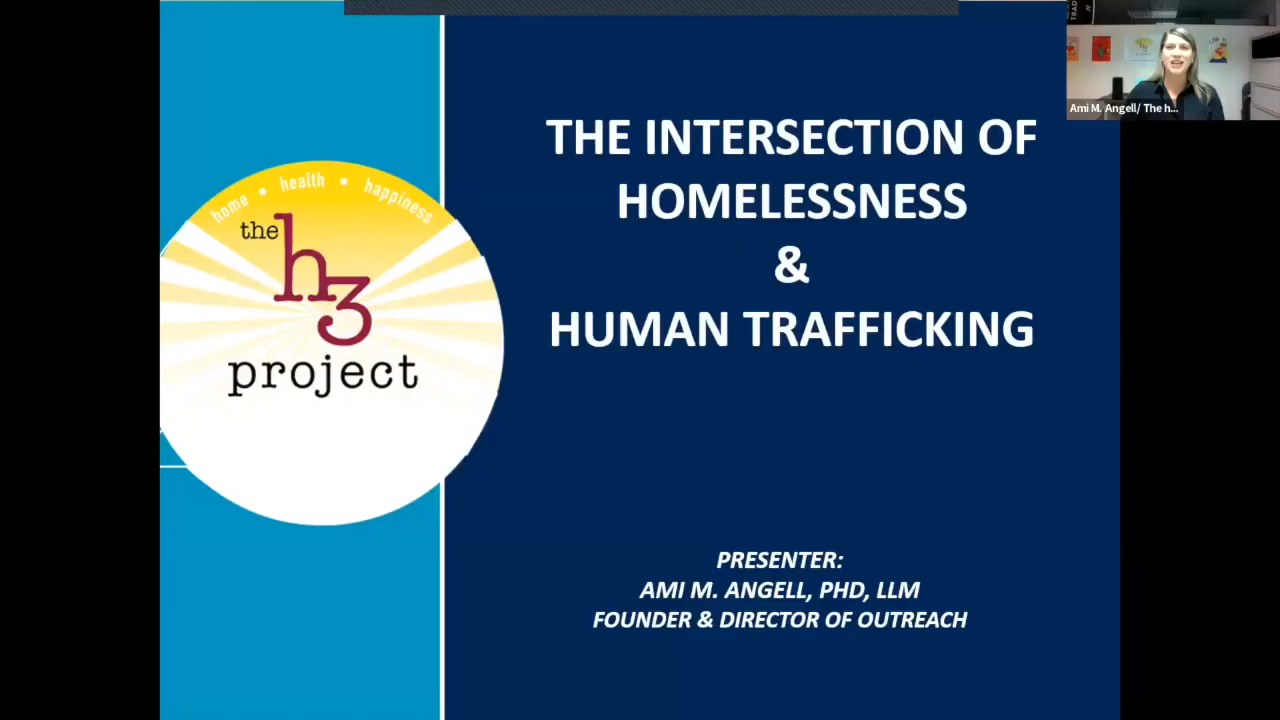 THE INTERSECTION OF
HOMELESSNESS
&
HUMAN TRAFFICKING
home • health • happiness
the
h3
project
PRESENTER:
AMI M. ANGELL, PHD, LLM
FOUNDER & DIRECTOR OF OUTREACH
Ami M. Angell/ The h...